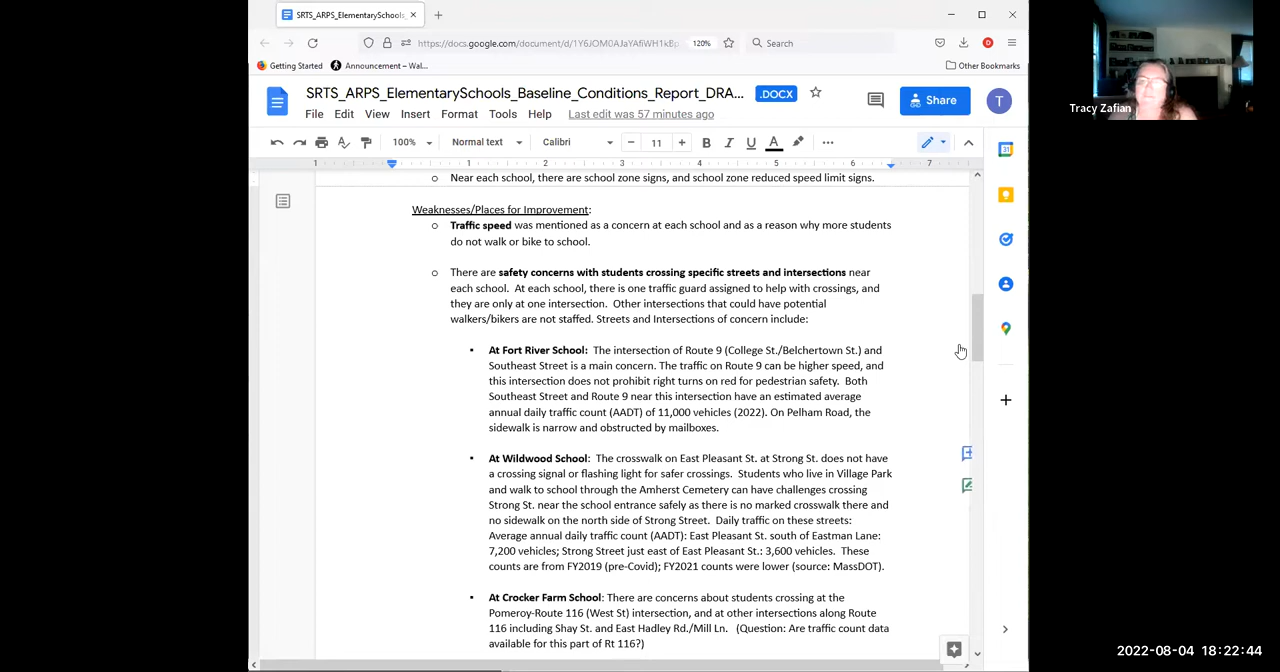 SRTS_ARPS_ElementarySchools_
https://docs.google.com/document/d/1Y6JOM0AJaYAfiWH1kBp
120%
Search
Getting Started
Announcement – Wal...
Other Bookmarks
SRTS_ARPS_ElementarySchools_Baseline_Conditions_Report_DRA...
.DOCX
Share
T
File Edit View Insert Format Tools Help Last edit was 57 minutes ago
100% Normal text Calibri 11 B I U A
1 1 2 3 4 5 6 7
Near each school, there are school zone signs, and school zone reduced speed limit signs.
Weaknesses/Places for Improvement:
Traffic speed was mentioned as a concern at each school and as a reason why more students
do not walk or bike to school.
There are safety concerns with students crossing specific streets and intersections near
each school. At each school, there is one traffic guard assigned to help with crossings, and
they are only at one intersection. Other intersections that could have potential
walkers/bikers are not staffed. Streets and Intersections of concern include:
At Fort River School: The intersection of Route 9 (College St./Belchertown St.) and
Southeast Street is a main concern. The traffic on Route 9 can be higher speed, and
this intersection does not prohibit right turns on red for pedestrian safety. Both
Southeast Street and Route 9 near this intersection have an estimated average
annual daily traffic count (AADT) of 11,000 vehicles (2022). On Pelham Road, the
sidewalk is narrow and obstructed by mailboxes.
At Wildwood School: The crosswalk on East Pleasant St. at Strong St. does not have
a crossing signal or flashing light for safer crossings. Students who live in Village Park
and walk to school through the Amherst Cemetery can have challenges crossing
Strong St. near the school entrance safely as there is no marked crosswalk there and
no sidewalk on the north side of Strong Street. Daily traffic on these streets:
Average annual daily traffic count (AADT): East Pleasant St. south of Eastman Lane:
7,200 vehicles; Strong Street just east of East Pleasant St.: 3,600 vehicles. These
counts are from FY2019 (pre-Covid); FY2021 counts were lower (source: MassDOT).
At Crocker Farm School: There are concerns about students crossing at the
Pomeroy-Route 116 (West St) intersection, and at other intersections along Route
116 including Shay St. and East Hadley Rd./Mill Ln. (Question: Are traffic count data
available for this part of Rt 116?)
Tracy Zafian
2022-08-04 18:22:44